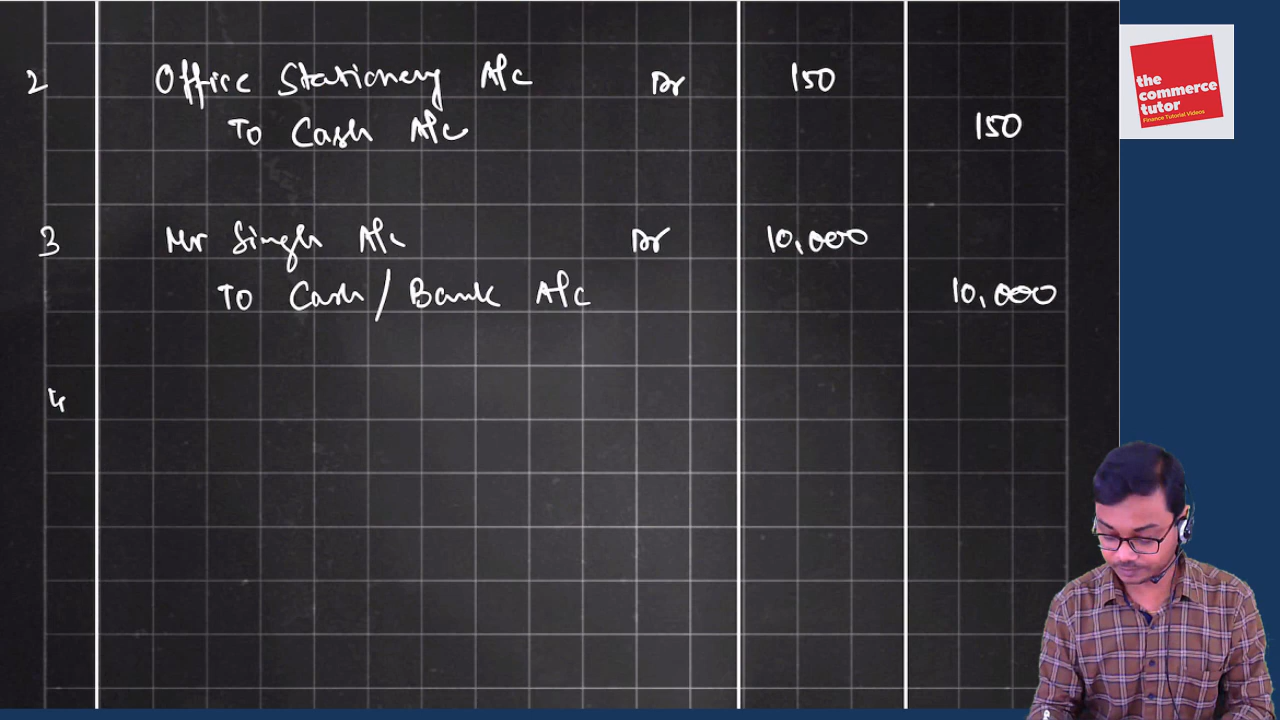 2 Office Stationery A/c Dr 150
To Cash A/c 150
3 Mr Singh A/c Dr 10,000
To Cash/Bank A/c 10,000
4
the
commerce
tutor
Finance Tutorial Videos